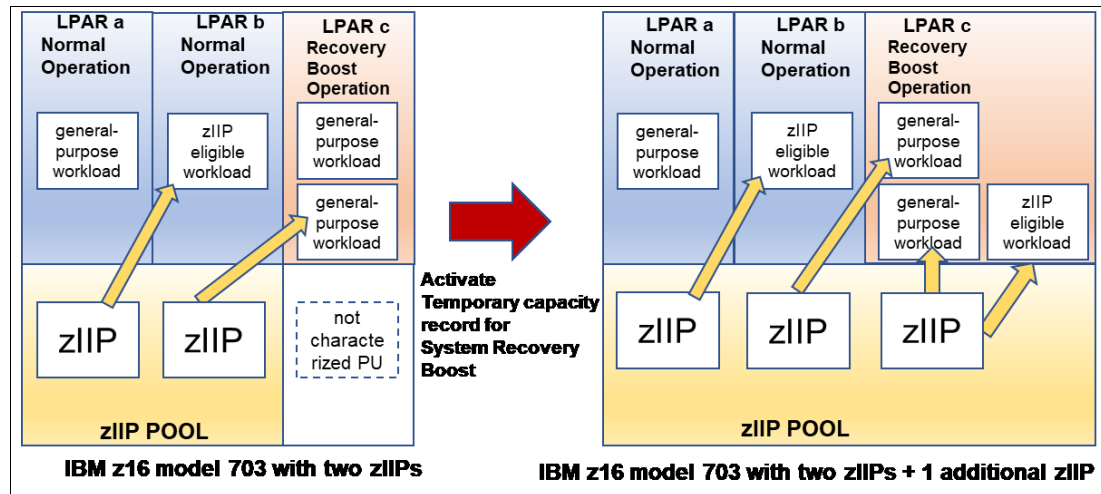 LPAR a
Normal
Operation
general-
purpose
workload
LPAR b
Normal
Operation
zIIP
eligible
workload
LPAR c
Recovery
Boost
Operation
general-
purpose
workload
general-
purpose
workload
zIIP
zIIP
not
characte
rized PU
zIIP POOL
IBM z16 model 703 with two zIIPs
Activate
Temporary capacity
record for
System Recovery
Boost
LPAR a
Normal
Operation
general-
purpose
workload
LPAR b
Normal
Operation
zIIP
eligible
workload
LPAR c
Recovery
Boost
Operation
general-
purpose
workload
general-
purpose
workload
zIIP
eligible
workload
zIIP
zIIP
zIIP
zIIP POOL
IBM z16 model 703 with two zIIPs + 1 additional zIIP